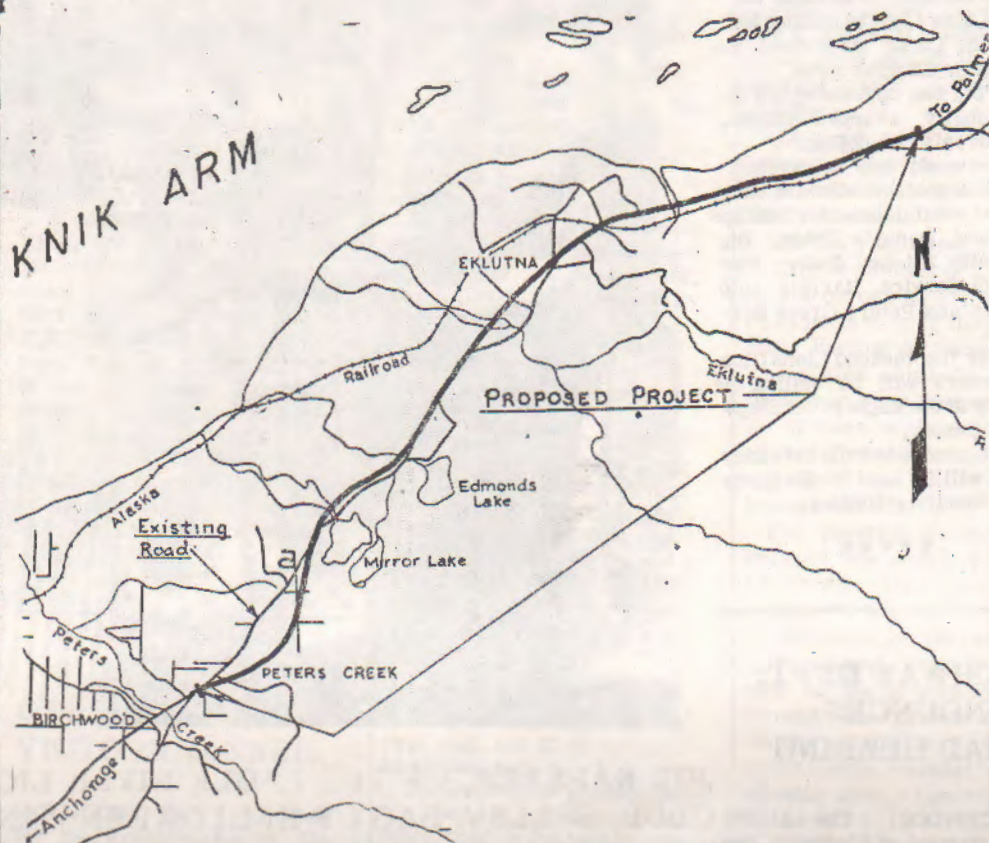 To Palmer
KNIK ARM
N
EKLUTNA
Railroad
Eklutna
PROPOSED PROJECT
R
Edmonds
Lake
Alaska
Existing
Road
a
Mirror Lake
Peters
Creek
PETERS CREEK
BIRCHWOOD
Anchorage